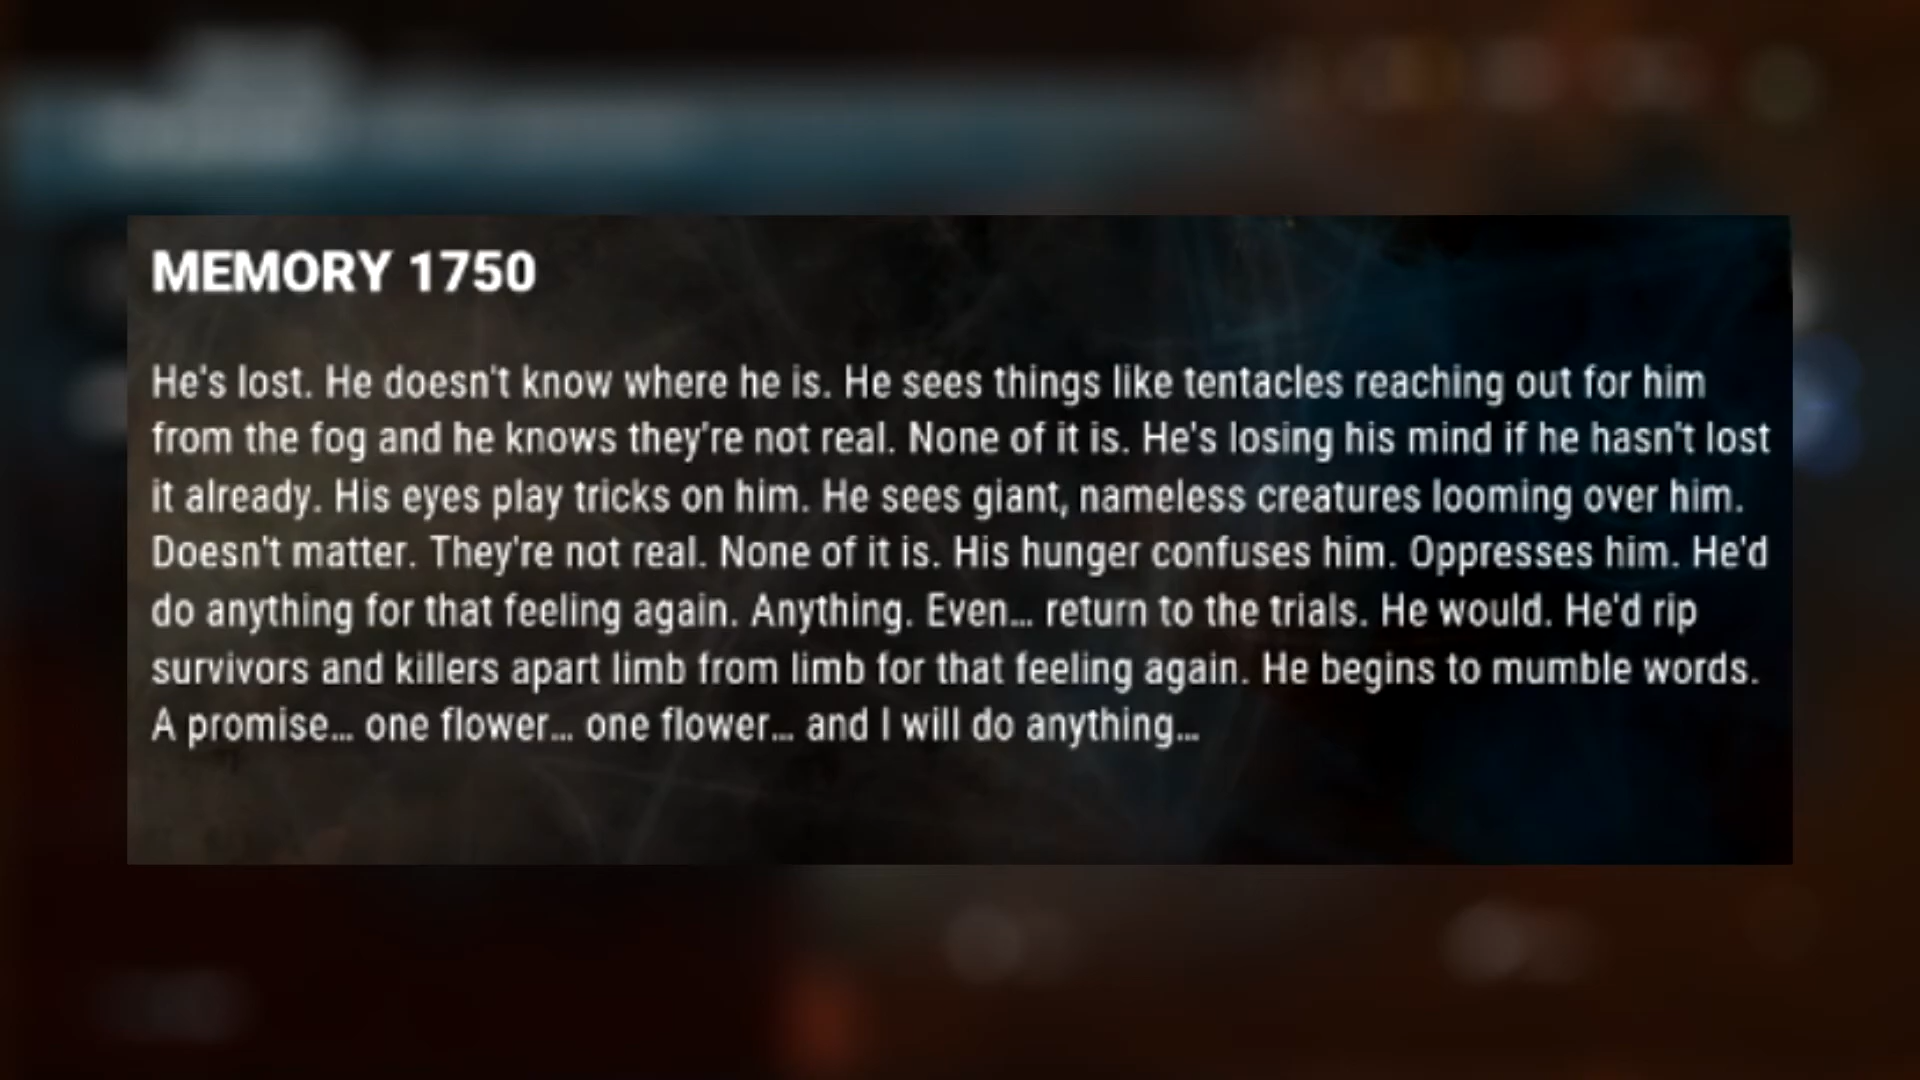 MEMORY 1750
He's lost. He doesn't know where he is. He sees things like tentacles reaching out for him
from the fog and he knows they're not real. None of it is. He's losing his mind if he hasn't lost
it already. His eyes play tricks on him. He sees giant, nameless creatures looming over him.
Doesn't matter. They're not real. None of it is. His hunger confuses him. Oppresses him. He'd
do anything for that feeling again. Anything. Even... return to the trials. He would. He'd rip
survivors and killers apart limb from limb for that feeling again. He begins to mumble words.
A promise... one flower... one flower... and I will do anything...